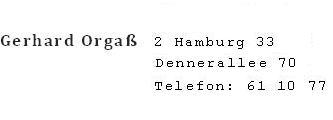 Gerhard Orgaß 2 Hamburg 33
Dennerallee 70
Telefon: 61 10 77